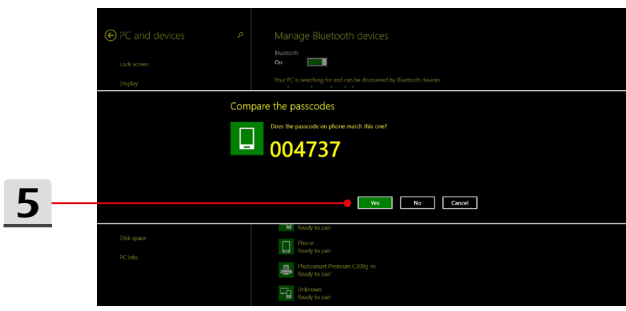 PC and devices
Manage Bluetooth devices
Bluetooth
On
Lock screen
Your PC is searching for and can be discovered by Bluetooth devices
Display
Compare the passcodes
Does the passcode on phone match this one?
004737
5
Yes
No
Cancel
Ready to pair
Disk space
Phone
Ready to pair
PC info
Photosmart Premium C309g-m
Ready to pair
Unknown
Ready to pair